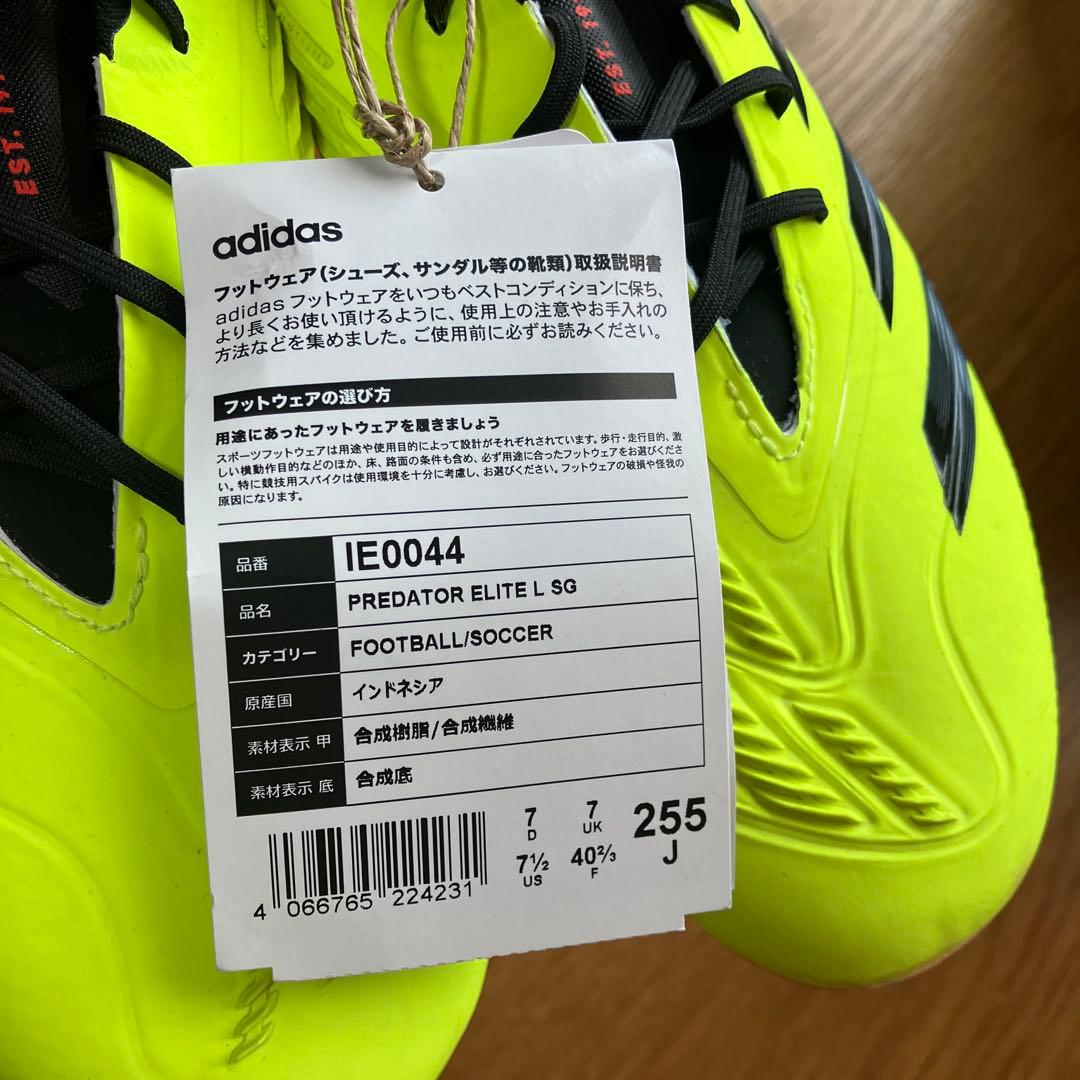 EST. 19
EST. 19
adidas
フットウェア(シューズ、サンダル等の靴類)取扱説明書
adidas フットウェアをいつもベストコンディションに保ち、
より長くお使い頂けるように、使用上の注意やお手入れの
方法などを集めました。ご使用前に必ずお読みください。
フットウェアの選び方
用途にあったフットウェアを履きましょう
スポーツフットウェアは用途や使用目的によって設計がそれぞれされています。歩行・走行目的、激
しい横動作目的などのほか、床、路面の条件も含め、必ず用途に合ったフットウェアをお選びくださ
い。特に競技用スパイクは使用環境を十分に考慮し、お選びください。フットウェアの破損や怪我の
原因になります。
品番 IE0044
品名 PREDATOR ELITE L SG
カテゴリー FOOTBALL/SOCCER
原産国 インドネシア
素材表示 甲 合成樹脂/合成繊維
素材表示 底 合成底
7 7 255
D UK J
7½ 40⅔
US F
4 066765 224231